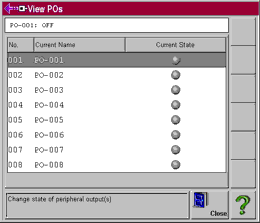 View POs
PO-001: OFF
No. Current Name Current State
001 PO-001
002 PO-002
003 PO-003
004 PO-004
005 PO-005
006 PO-006
007 PO-007
008 PO-008
Change state of peripheral output(s)
Close
?